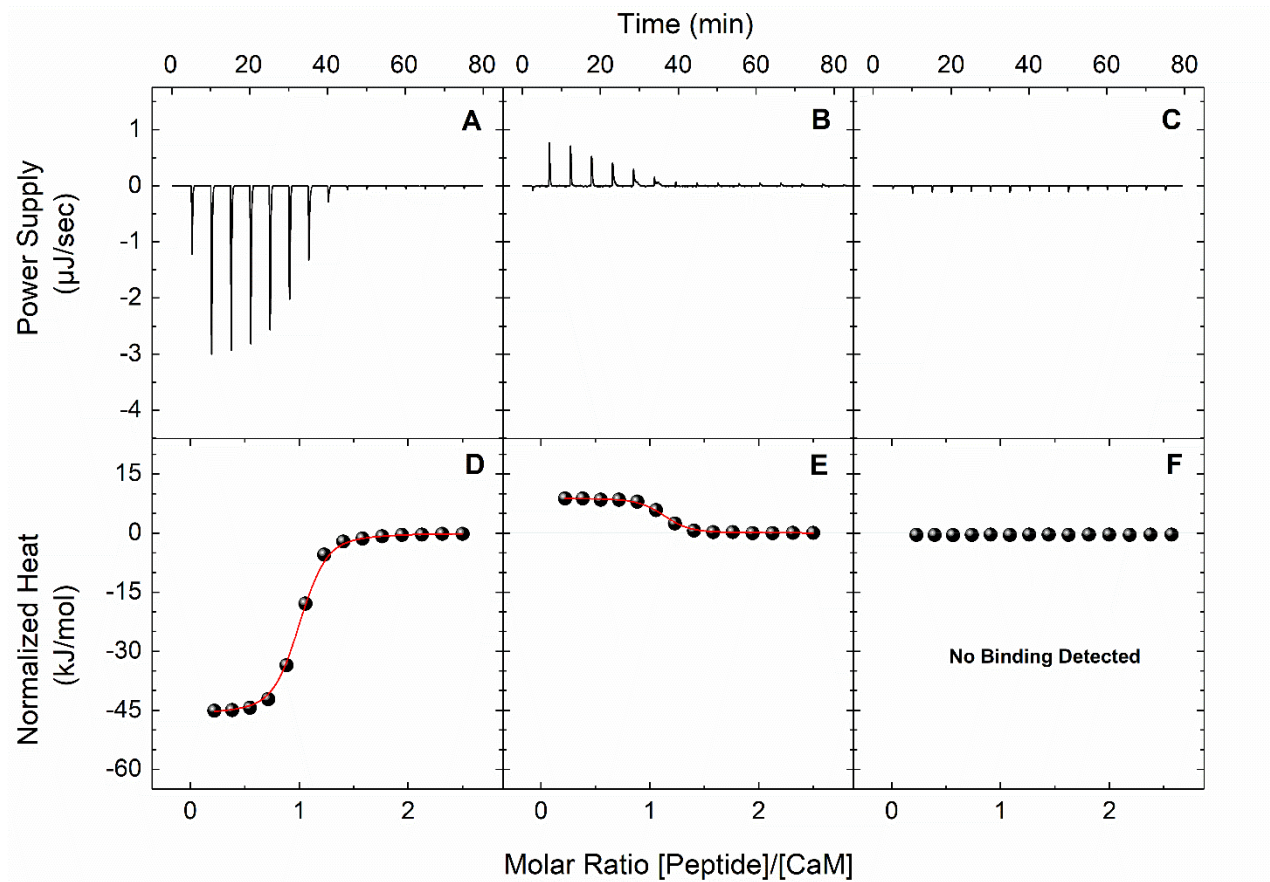 Time (min)
0 20 40 60 80 0 20 40 60 80 0 20 40 60 80
A B C
1
0
-1
-2
-3
-4
Power Supply
(µJ/sec)
D E F
15
0
-15
-30
-45
-60
Normalized Heat
(kJ/mol)
No Binding Detected
0 1 2 0 1 2 0 1 2
Molar Ratio [Peptide]/[CaM]